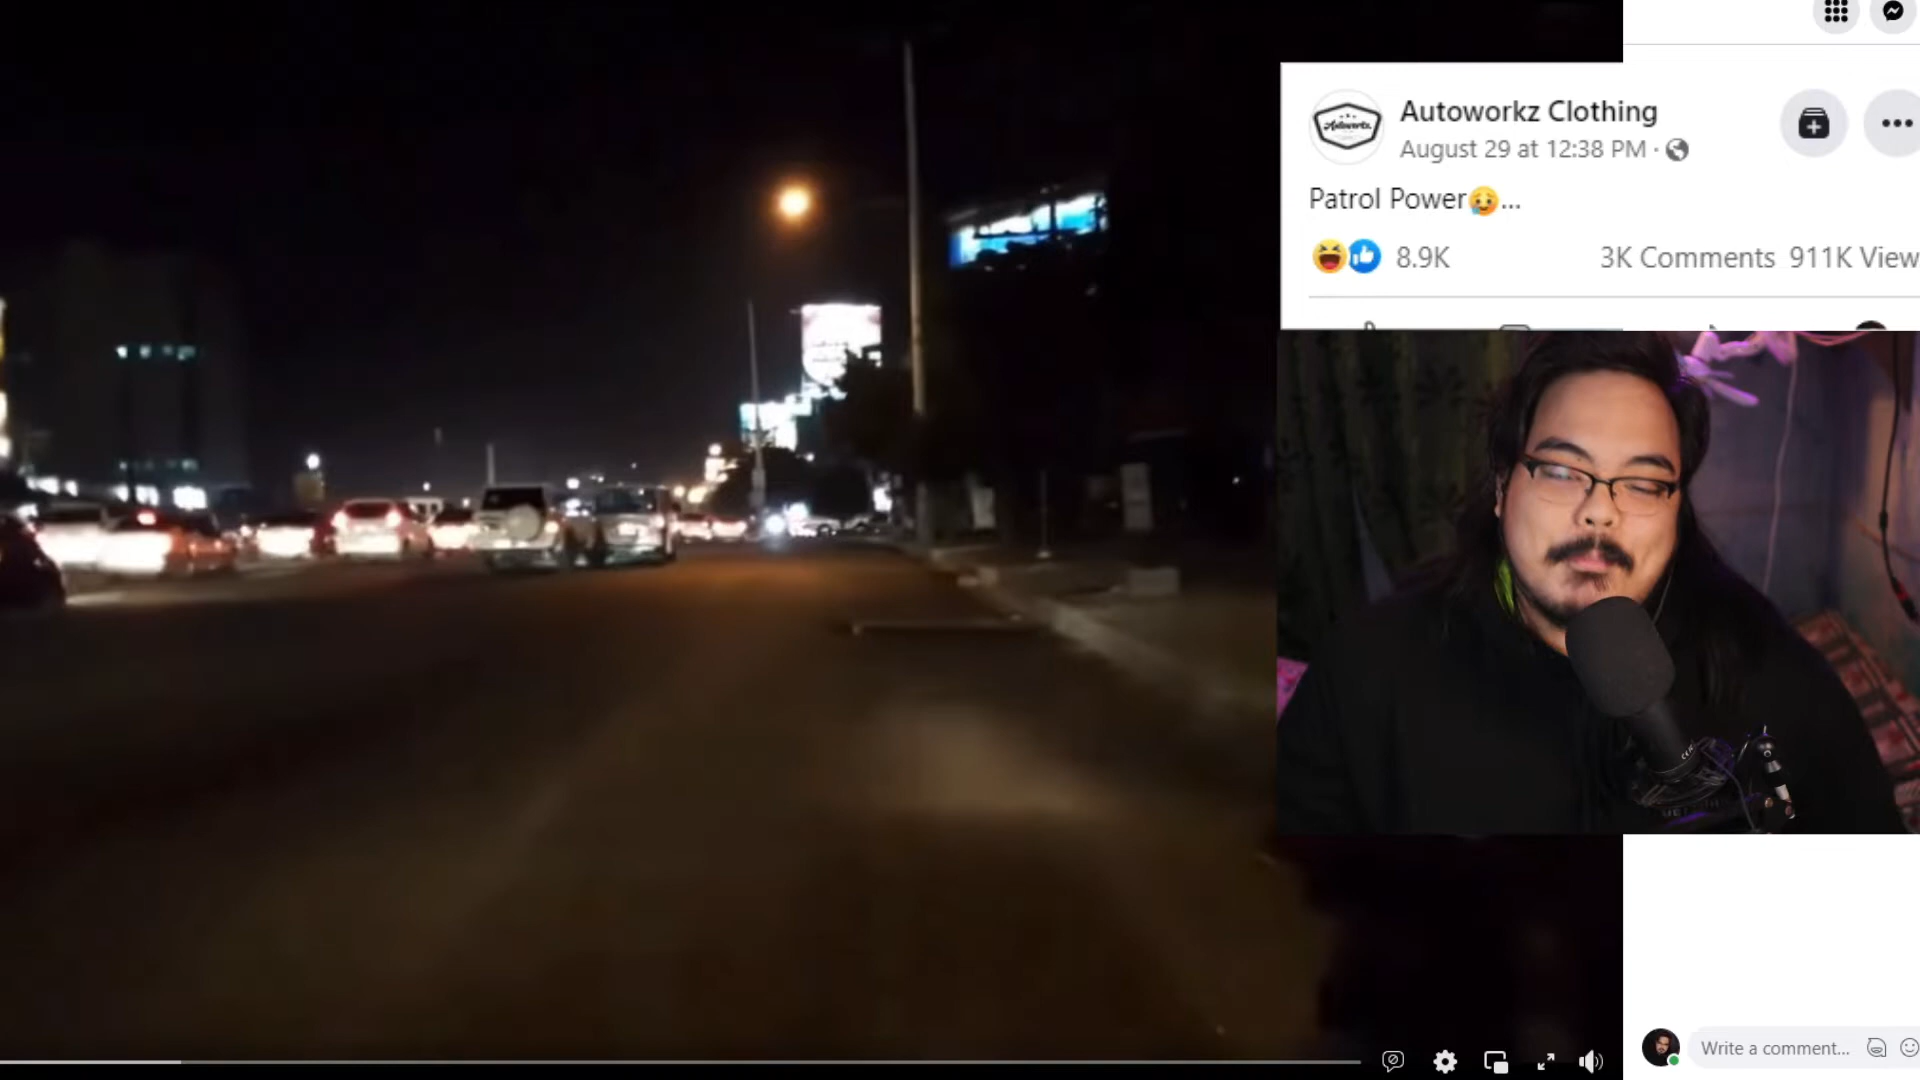 Autoworkz Clothing
August 29 at 12:38 PM ·
Patrol Power😥...
8.9K
3K Comments 911K View
Write a comment...